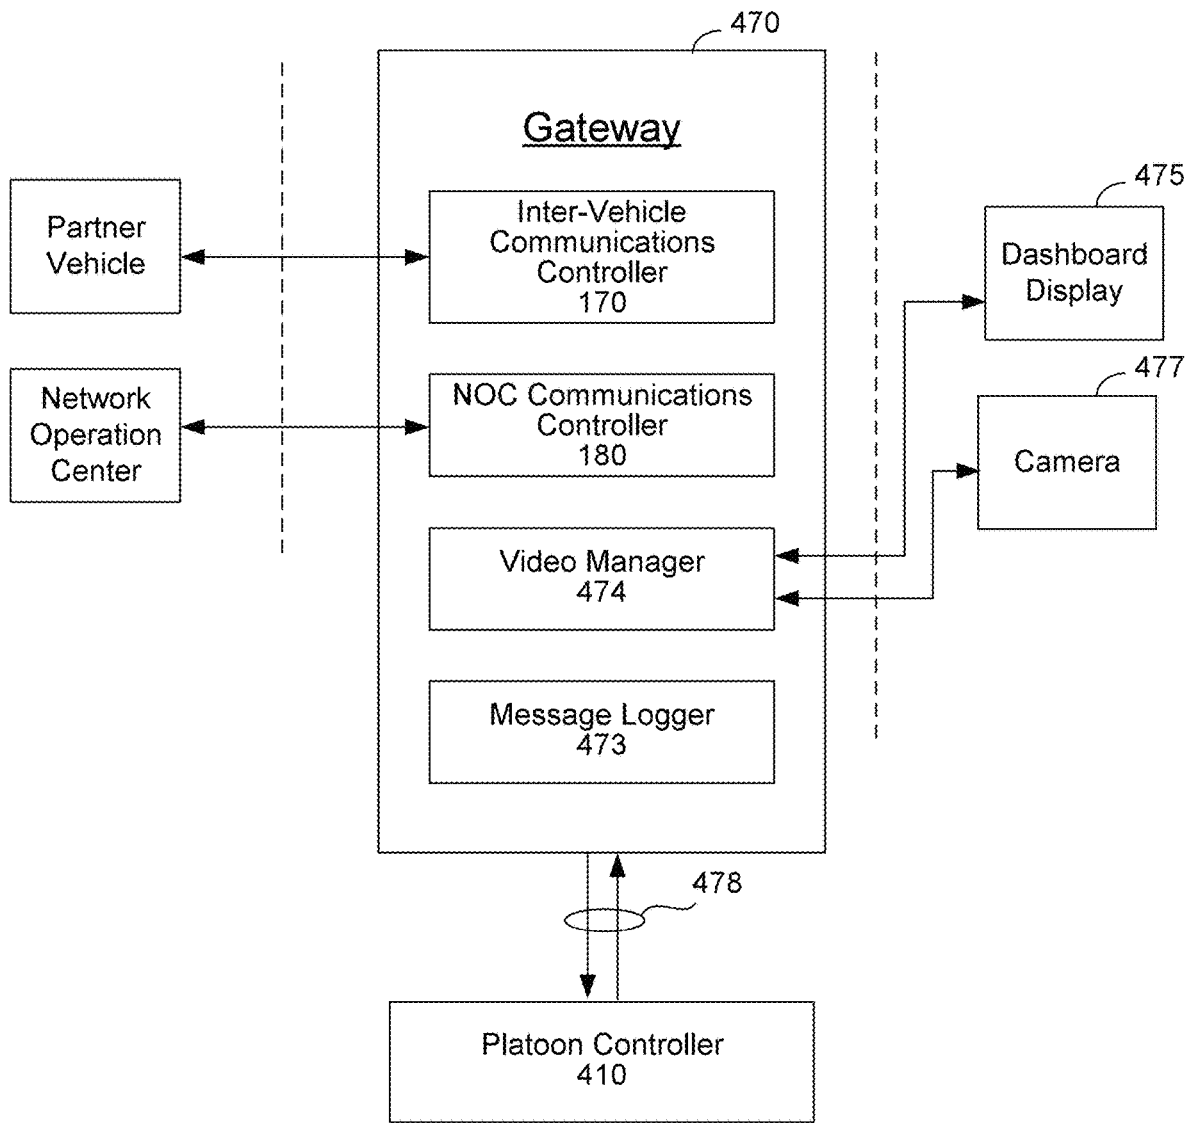 470
Gateway
Partner
Vehicle
Inter-Vehicle
Communications
Controller
170
475
Dashboard
Display
Network
Operation
Center
NOC Communications
Controller
180
477
Camera
Video Manager
474
Message Logger
473
478
Platoon Controller
410